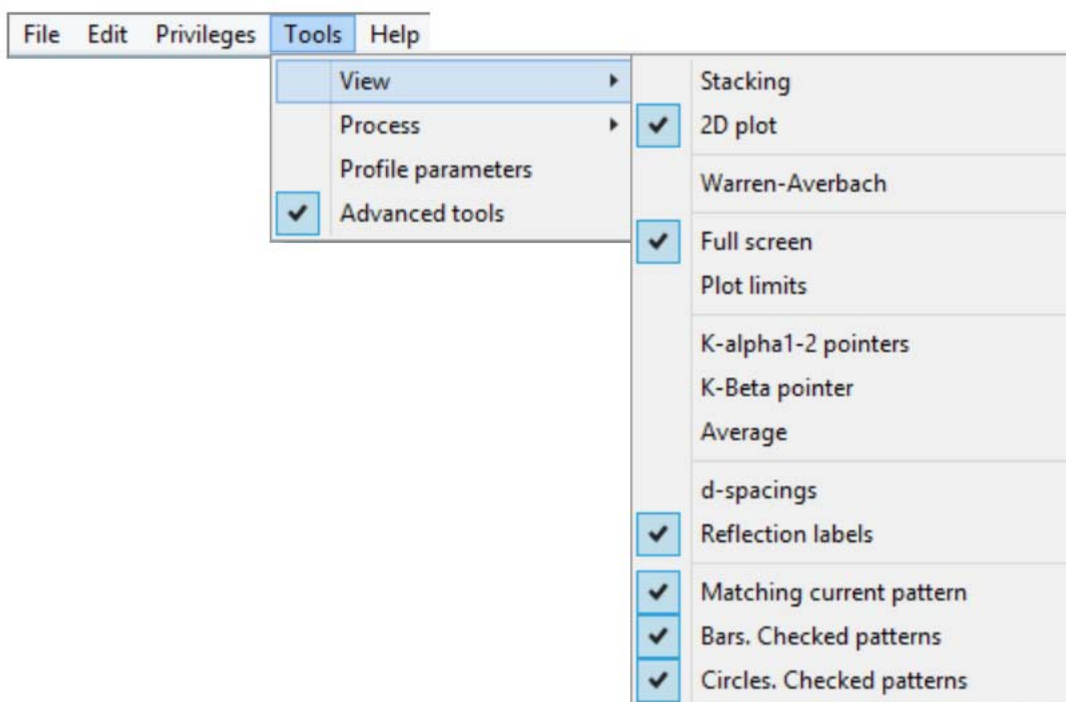 File Edit Privileges Tools Help
View
Process
Profile parameters
Advanced tools
Stacking
2D plot
Warren-Averbach
Full screen
Plot limits
K-alpha1-2 pointers
K-Beta pointer
Average
d-spacings
Reflection labels
Matching current pattern
Bars. Checked patterns
Circles. Checked patterns